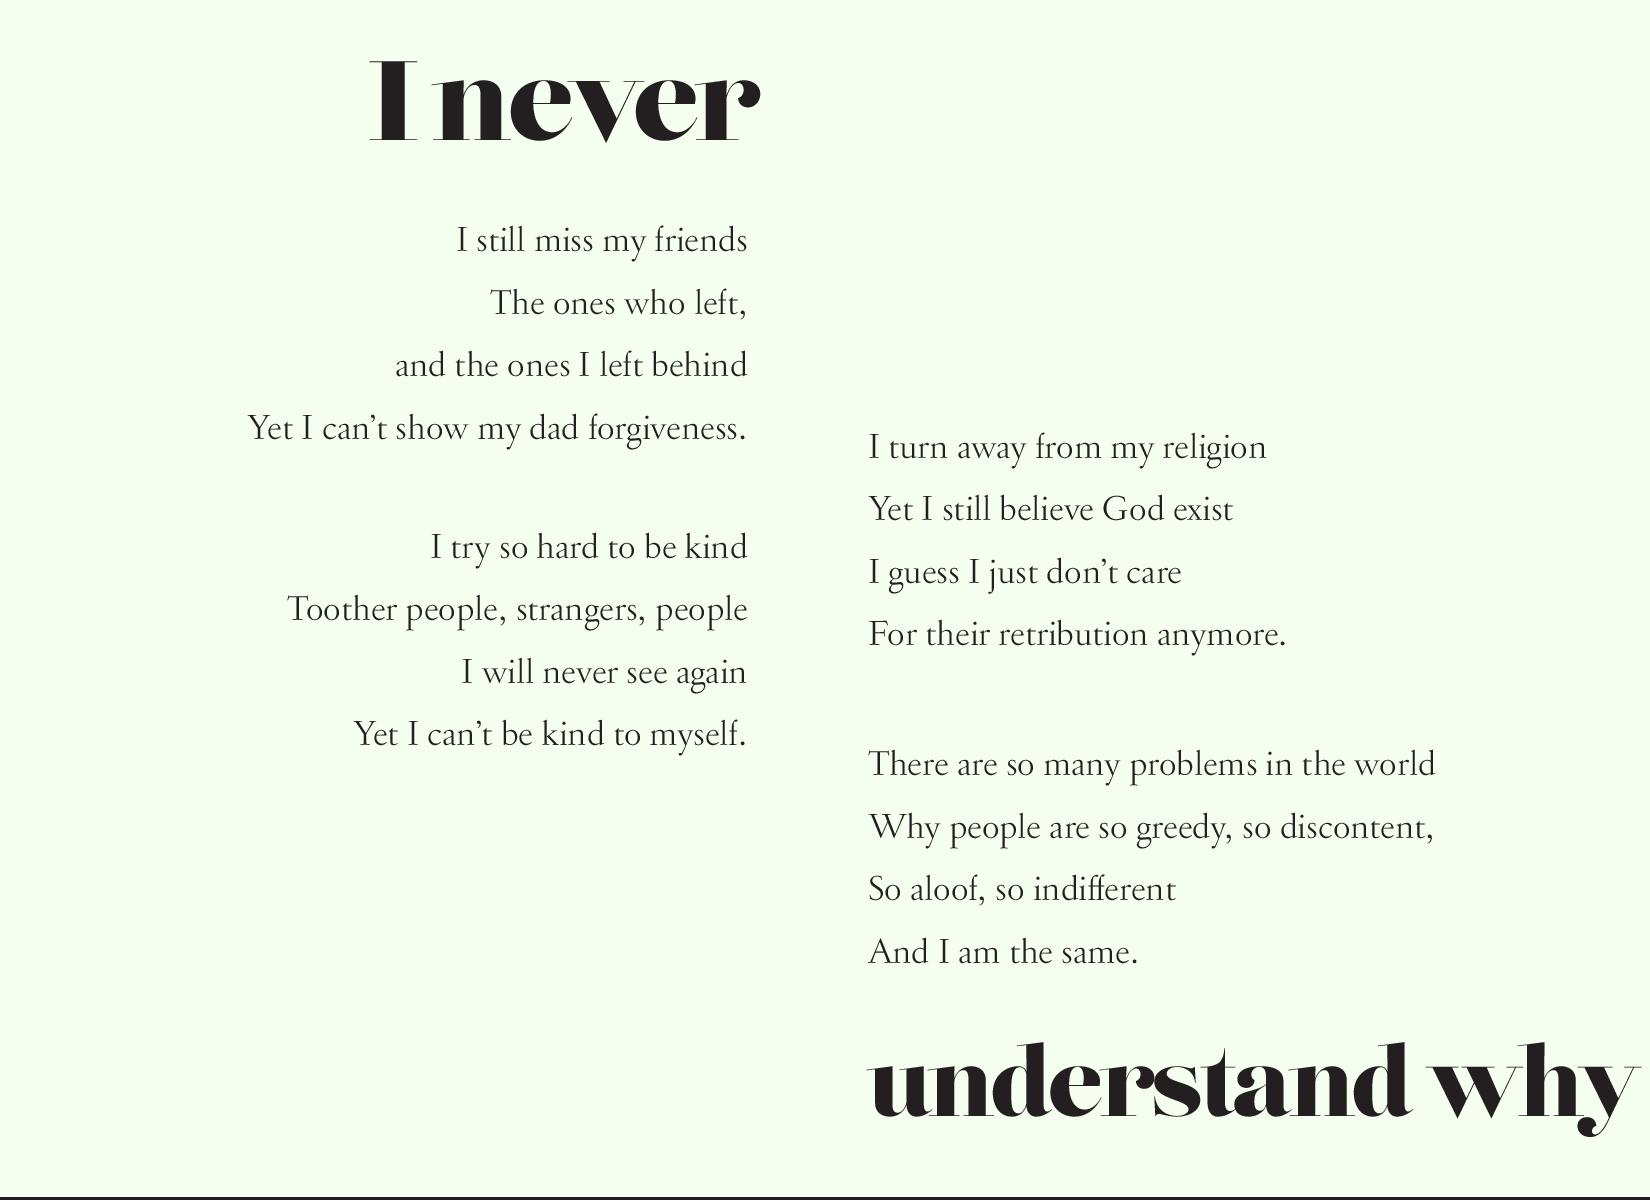 I never
I still miss my friends
The ones who left,
and the ones I left behind
Yet I can’t show my dad forgiveness.
I try so hard to be kind
Toother people, strangers, people
I will never see again
Yet I can’t be kind to myself.
I turn away from my religion
Yet I still believe God exist
I guess I just don’t care
For their retribution anymore.
There are so many problems in the world
Why people are so greedy, so discontent,
So aloof, so indifferent
And I am the same.
understand why